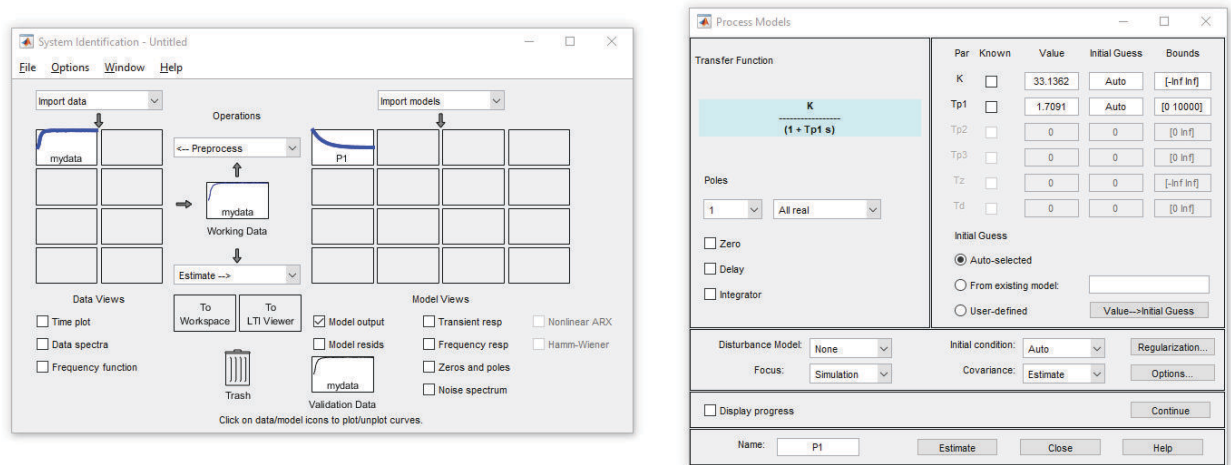 System Identification - Untitled
File Options Window Help
Import data
Import models
Operations
mydata
<-- Preprocess
P1
mydata
Working Data
Estimate -->
Data Views
To Workspace
To LTI Viewer
Model Views
Time plot
Data spectra
Frequency function
Model output
Model resids
Transient resp
Frequency resp
Zeros and poles
Noise spectrum
Nonlinear ARX
Hamm-Wiener
Trash
mydata
Validation Data
Click on data/model icons to plot/unplot curves.
Process Models
Transfer Function
K
-----------------
(1 + Tp1 s)
Poles
1 All real
Zero
Delay
Integrator
Par Known Value Initial Guess Bounds
K 33.1362 Auto [-Inf Inf]
Tp1 1.7091 Auto [0 10000]
Tp2 0 0 [0 Inf]
Tp3 0 0 [0 Inf]
Tz 0 0 [-Inf Inf]
Td 0 0 [0 Inf]
Initial Guess
Auto-selected
From existing model:
User-defined
Value-->Initial Guess
Disturbance Model: None
Initial condition: Auto
Regularization...
Focus: Simulation
Covariance: Estimate
Options...
Display progress
Continue
Name: P1
Estimate
Close
Help